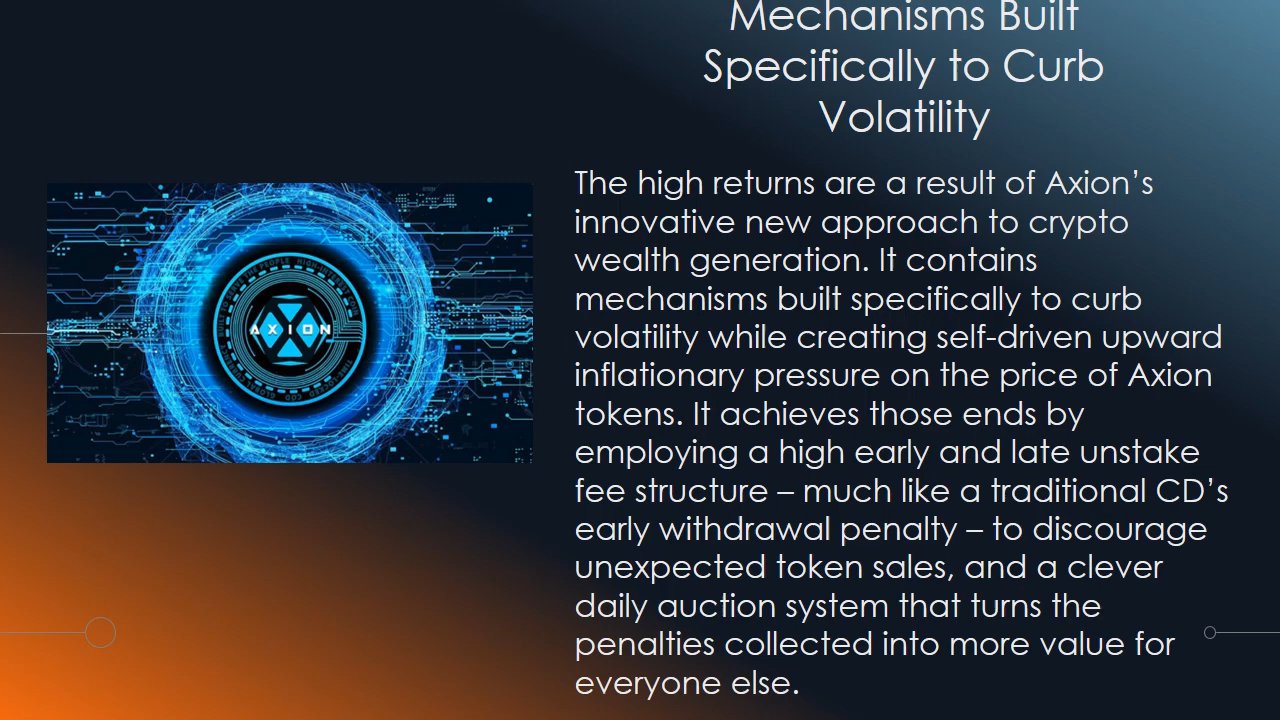 Mechanisms Built
Specifically to Curb
Volatility
The high returns are a result of Axion’s
innovative new approach to crypto
wealth generation. It contains
mechanisms built specifically to curb
volatility while creating self-driven upward
inflationary pressure on the price of Axion
tokens. It achieves those ends by
employing a high early and late unstake
fee structure – much like a traditional CD’s
early withdrawal penalty – to discourage
unexpected token sales, and a clever
daily auction system that turns the
penalties collected into more value for
everyone else.
AXION